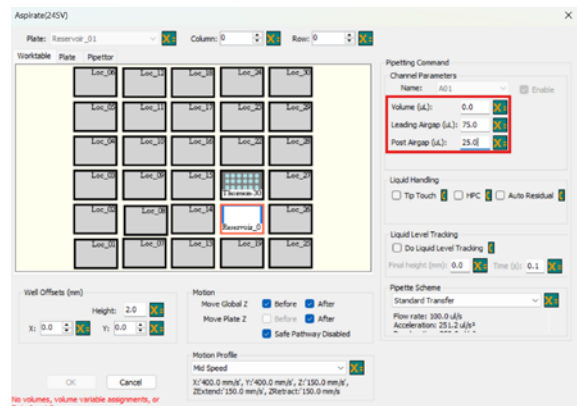 Aspirate(24SV)
Plate: Reservoir_01 Column: 0 Row: 0
Worktable Plate Pipettor
Loc_06 Loc_12 Loc_18 Loc_24 Loc_30
Loc_05 Loc_11 Loc_17 Loc_23 Loc_29
Loc_04 Loc_10 Loc_16 Loc_22 Loc_28
Loc_03 Loc_09 Loc_15 Loc_27
Loc_02 Loc_08 Loc_14 Reservoir_0 Loc_26
Loc_01 Loc_07 Loc_13 Loc_19 Loc_25
Pipetting Command
Channel Parameters
Name: A01 Enable
Volume (uL): 0.0
Leading Airgap (uL): 75.0
Post Airgap (uL): 25.0
Liquid Handling
Tip Touch HPC Auto Residual
Liquid Level Tracking
Do Liquid Level Tracking
Final height (mm): 0.0 Time (s): 0.1
Pipette Scheme
Standard Transfer
Flow rate: 100.0 ul/s
Acceleration: 251.2 ul/s²
Well Offsets (mm)
Height: 2.0
X: 0.0 Y: 0.0
Motion
Move Global Z Before After
Move Plate Z Before After
Safe Pathway Disabled
Motion Profile
Mid Speed
X:'400.0 mm/s', Y:'400.0 mm/s', Z:'150.0 mm/s',
ZExtend:'150.0 mm/s', ZRetract:'150.0 mm/s'
OK Cancel
No volumes, volume variable assignments, or